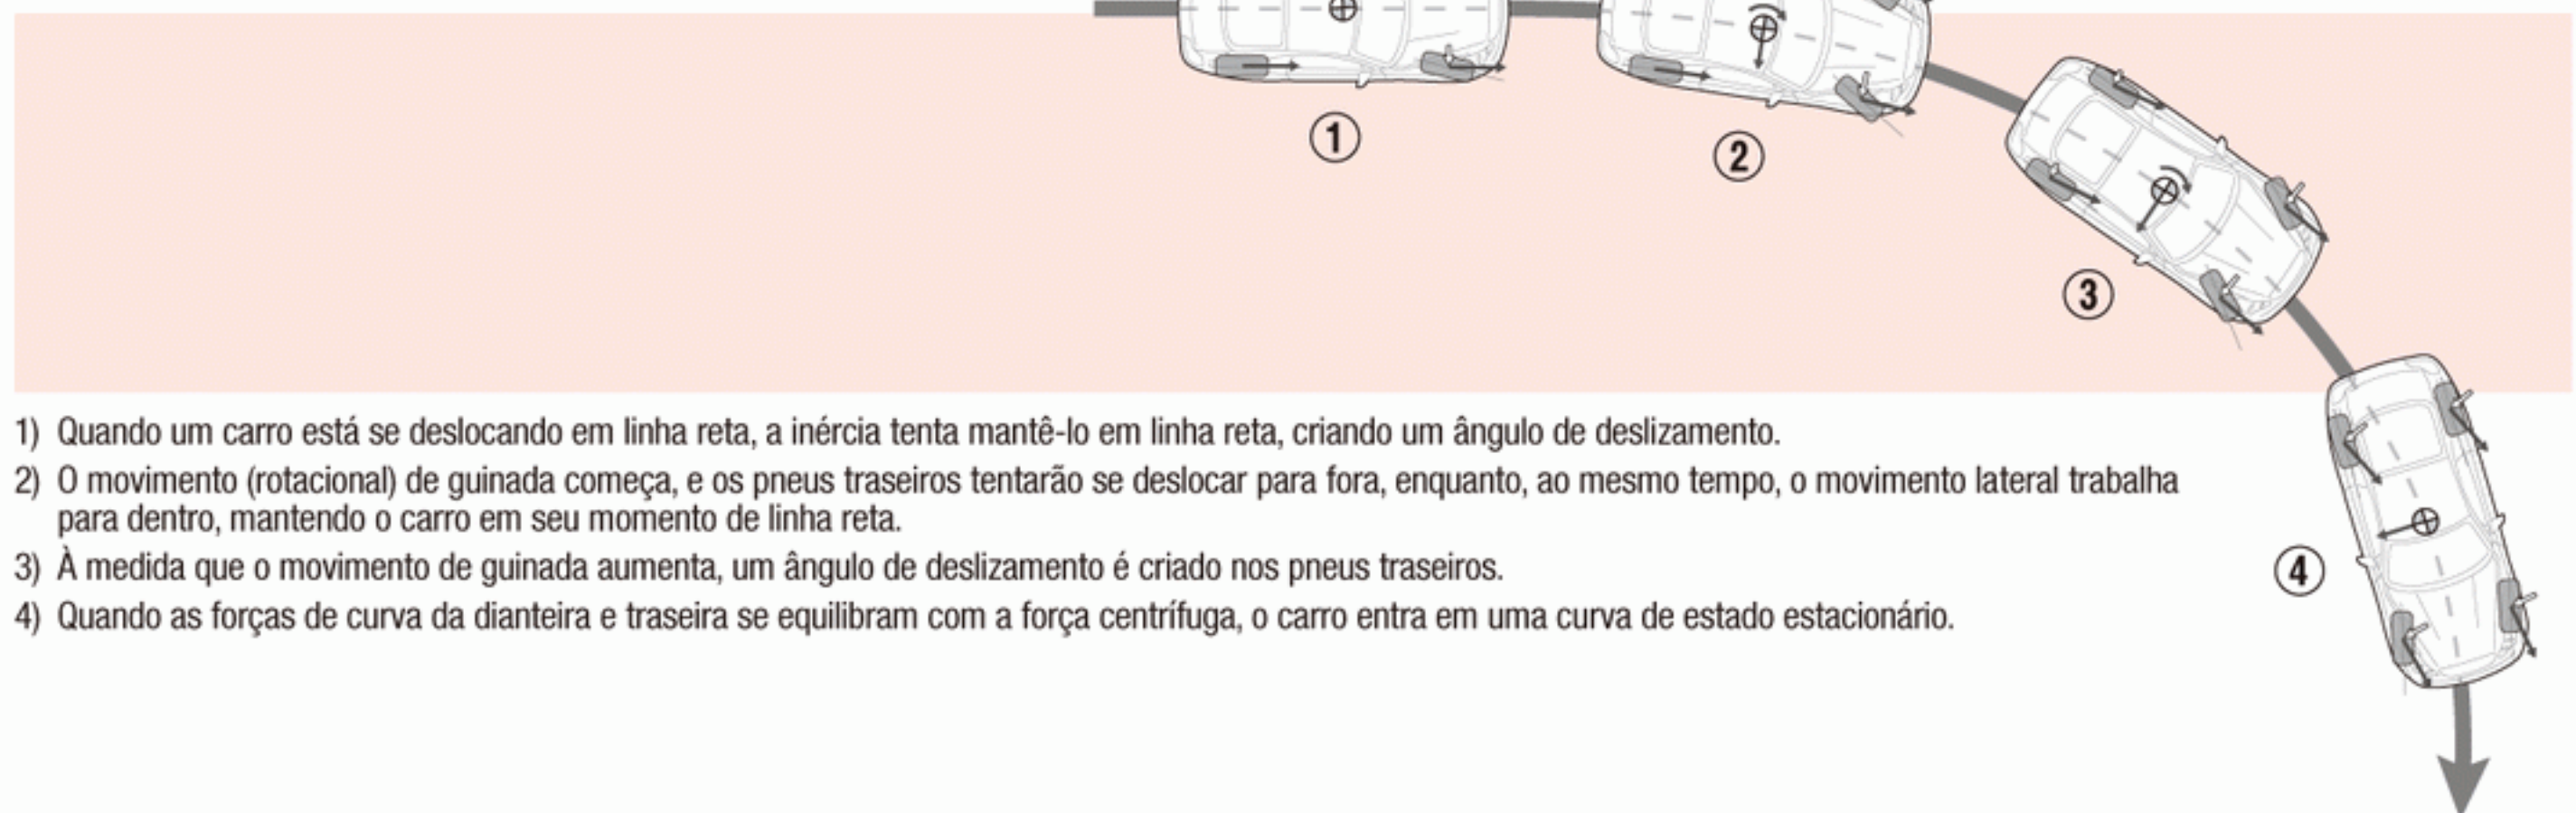 ①
②
③
④
1) Quando um carro está se deslocando em linha reta, a inércia tenta mantê-lo em linha reta, criando um ângulo de deslizamento.
2) O movimento (rotacional) de guinada começa, e os pneus traseiros tentarão se deslocar para fora, enquanto, ao mesmo tempo, o movimento lateral trabalha
para dentro, mantendo o carro em seu momento de linha reta.
3) À medida que o movimento de guinada aumenta, um ângulo de deslizamento é criado nos pneus traseiros.
4) Quando as forças de curva da dianteira e traseira se equilibram com a força centrífuga, o carro entra em uma curva de estado estacionário.